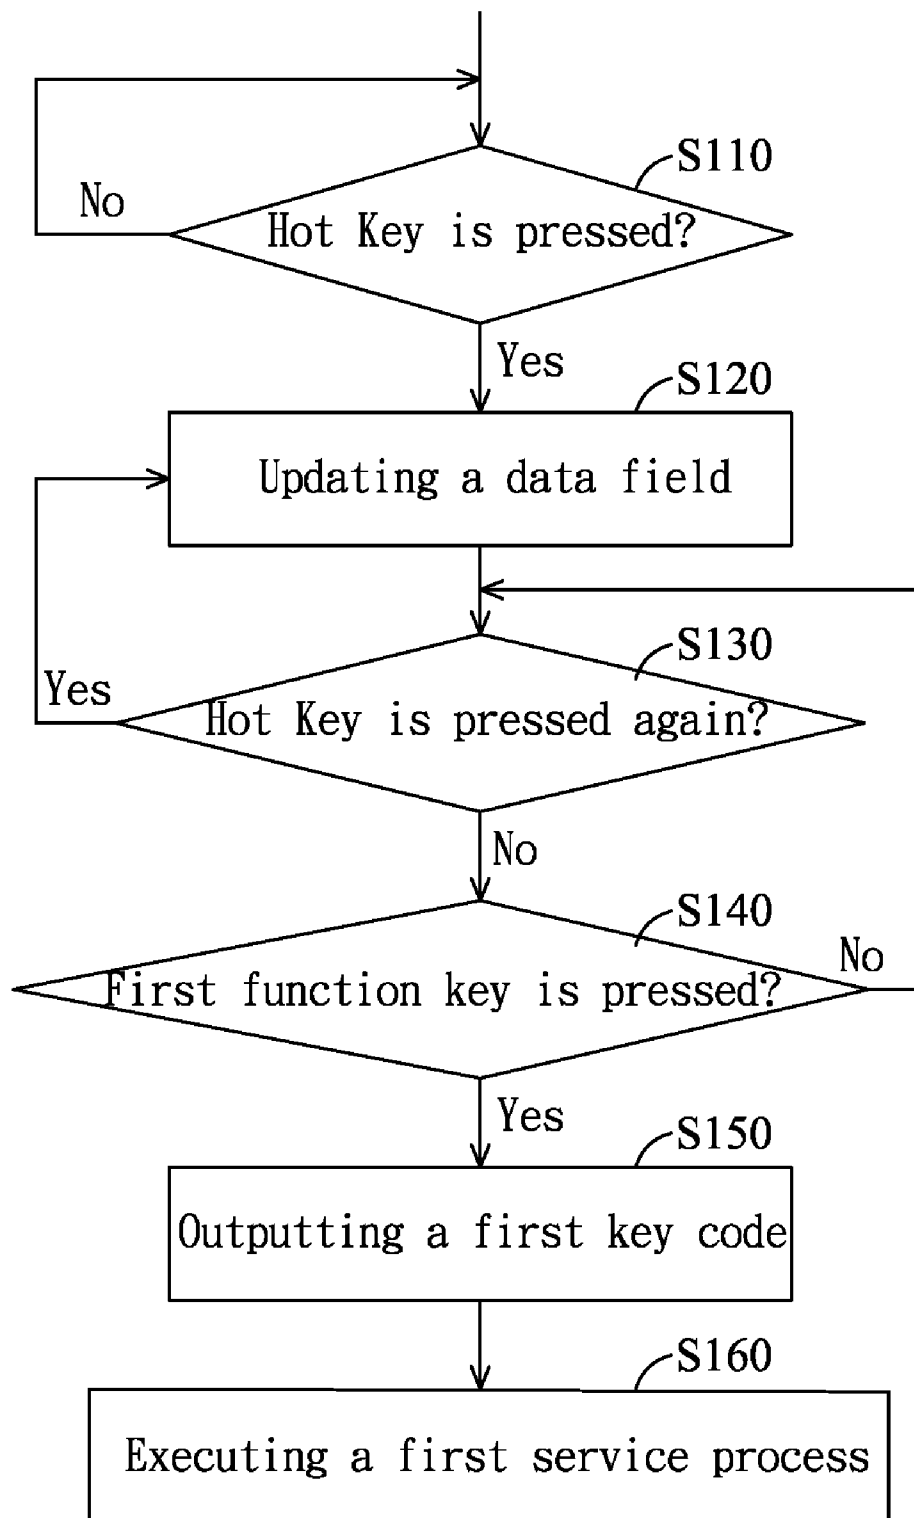 S110
No
Hot Key is pressed?
Yes
S120
Updating a data field
S130
Yes
Hot Key is pressed again?
No
S140
No
First function key is pressed?
Yes
S150
Outputting a first key code
S160
Executing a first service process